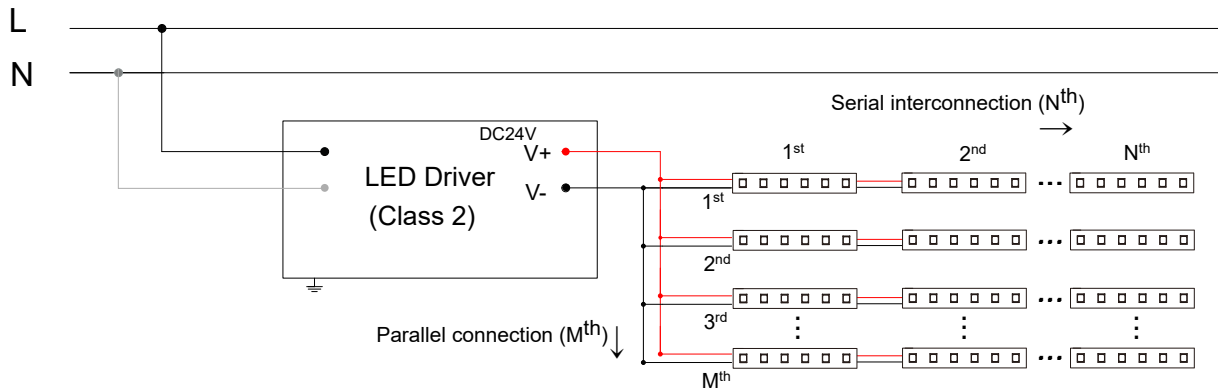 L
N
Serial interconnection (Nth)
DC24V
V+
V-
LED Driver
(Class 2)
1st
2nd
Nth
1st
2nd
3rd
Mth
Parallel connection (Mth)